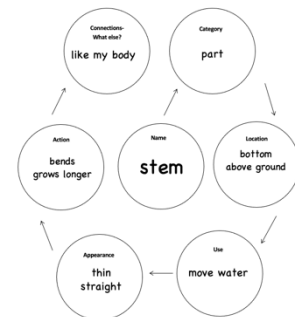 Connections-
What else?
like my body
Category
part
Action
bends
grows longer
Name
stem
Location
bottom
above ground
Appearance
thin
straight
Use
move water